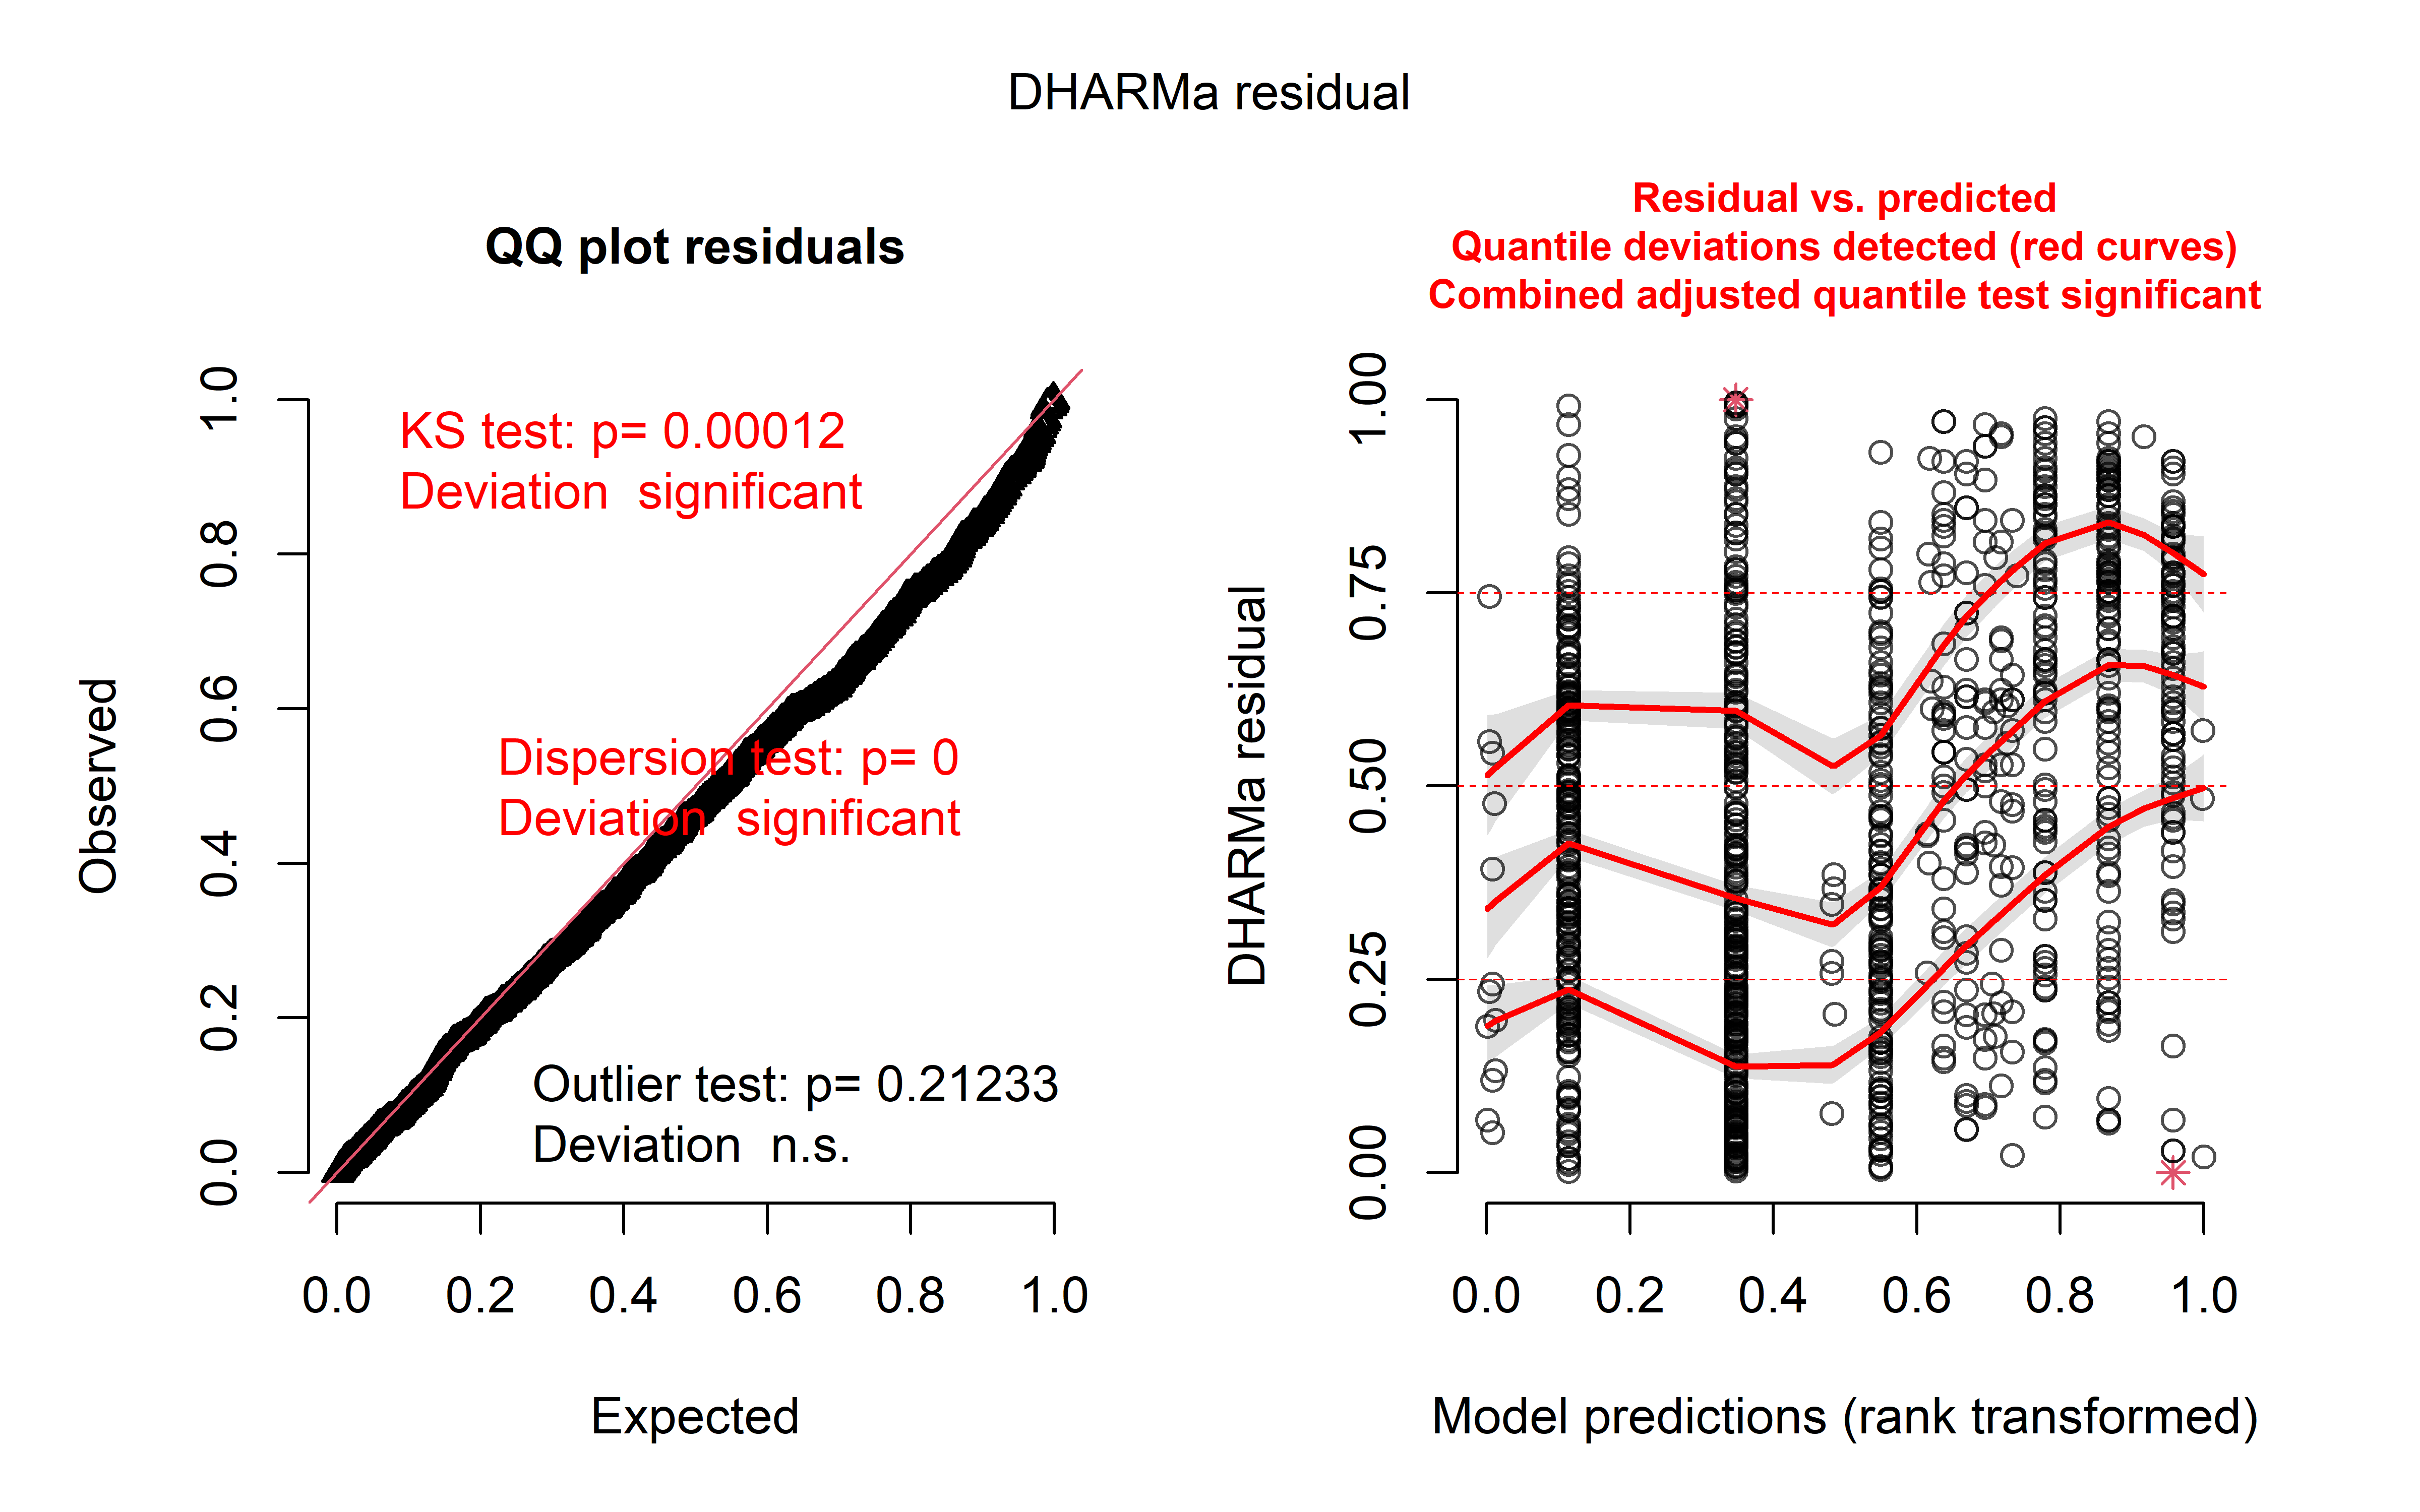 DHARMa residual
QQ plot residuals
KS test: p= 0.00012
Deviation  significant
Dispersion test: p= 0
Deviation  significant
Outlier test: p= 0.21233
Deviation  n.s.
Observed
0.0
0.2
0.4
0.6
0.8
1.0
0.0 0.2 0.4 0.6 0.8 1.0
Expected
Residual vs. predicted
Quantile deviations detected (red curves)
Combined adjusted quantile test significant
DHARMa residual
0.00
0.25
0.50
0.75
1.00
0.0 0.2 0.4 0.6 0.8 1.0
Model predictions (rank transformed)